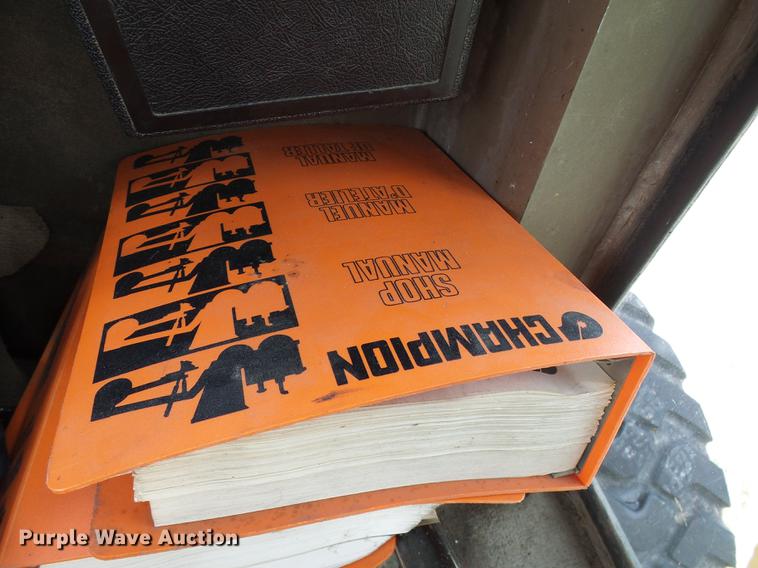 CHAMPION
SHOP
MANUAL
MANUEL
D'ATELIER
MANUAL
DE TALLER
Purple Wave Auction